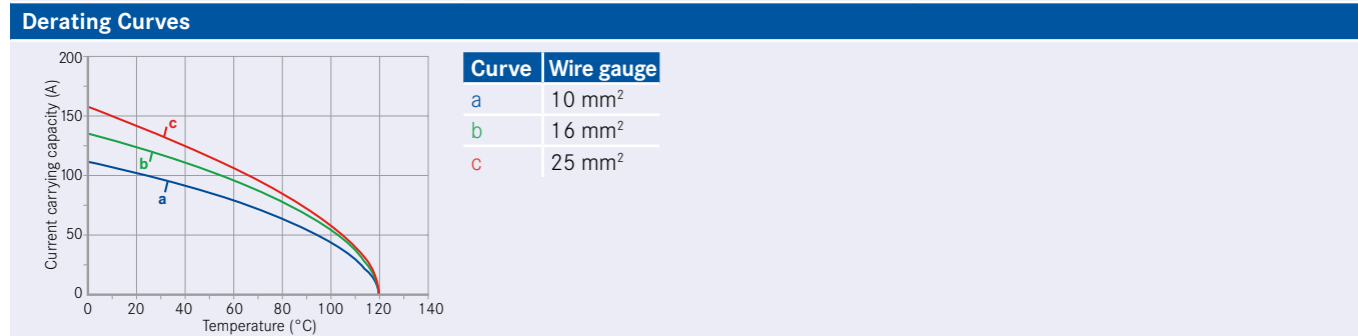 Derating Curves
200
150
100
50
0
Current carrying capacity (A)
c
b
a
0 20 40 60 80 100 120 140
Temperature (°C)
Curve Wire gauge
a 10 mm²
b 16 mm²
c 25 mm²